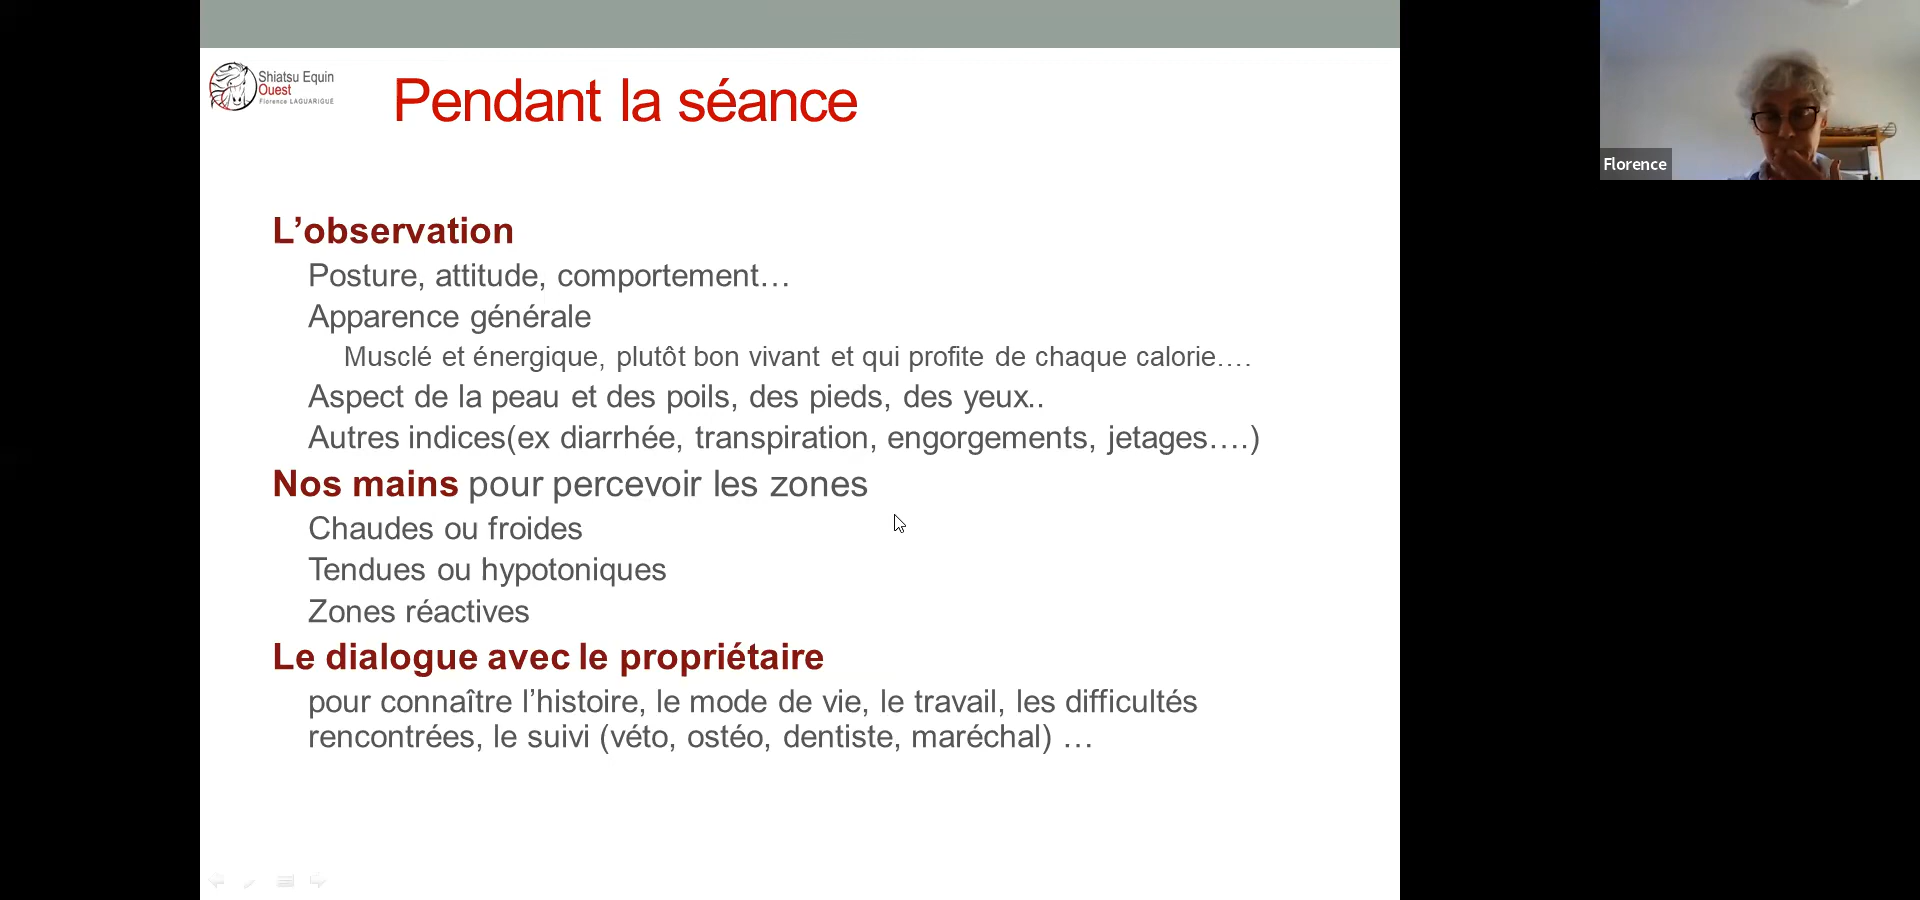 Shiatsu Equin
Ouest
Florence LAGUARIGUE
Pendant la séance
Florence
L’observation
Posture, attitude, comportement…
Apparence générale
Musclé et énergique, plutôt bon vivant et qui profite de chaque calorie….
Aspect de la peau et des poils, des pieds, des yeux..
Autres indices(ex diarrhée, transpiration, engorgements, jetages….)
Nos mains pour percevoir les zones
Chaudes ou froides
Tendues ou hypotoniques
Zones réactives
Le dialogue avec le propriétaire
pour connaître l’histoire, le mode de vie, le travail, les difficultés
rencontrées, le suivi (véto, ostéo, dentiste, maréchal) …